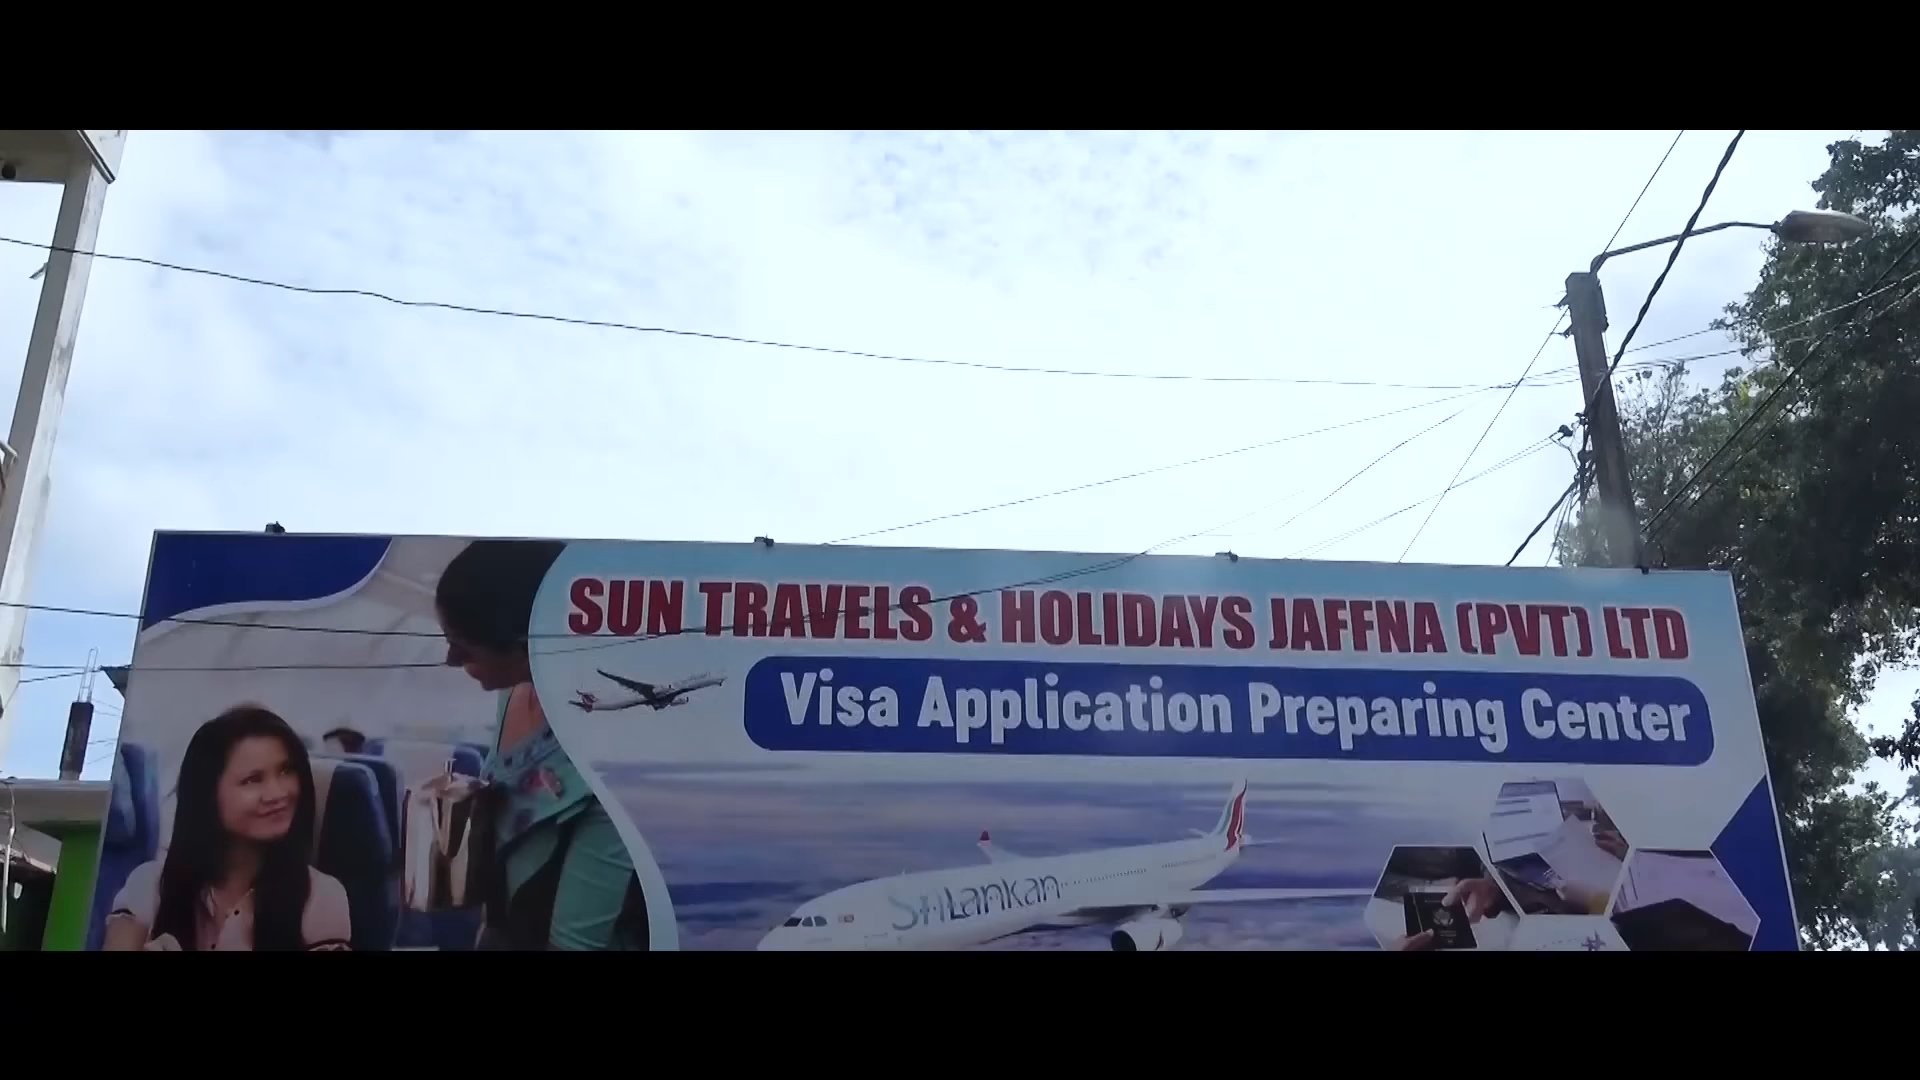 SUN TRAVELS & HOLIDAYS JAFFNA (PVT) LTD
Visa Application Preparing Center
SriLankan